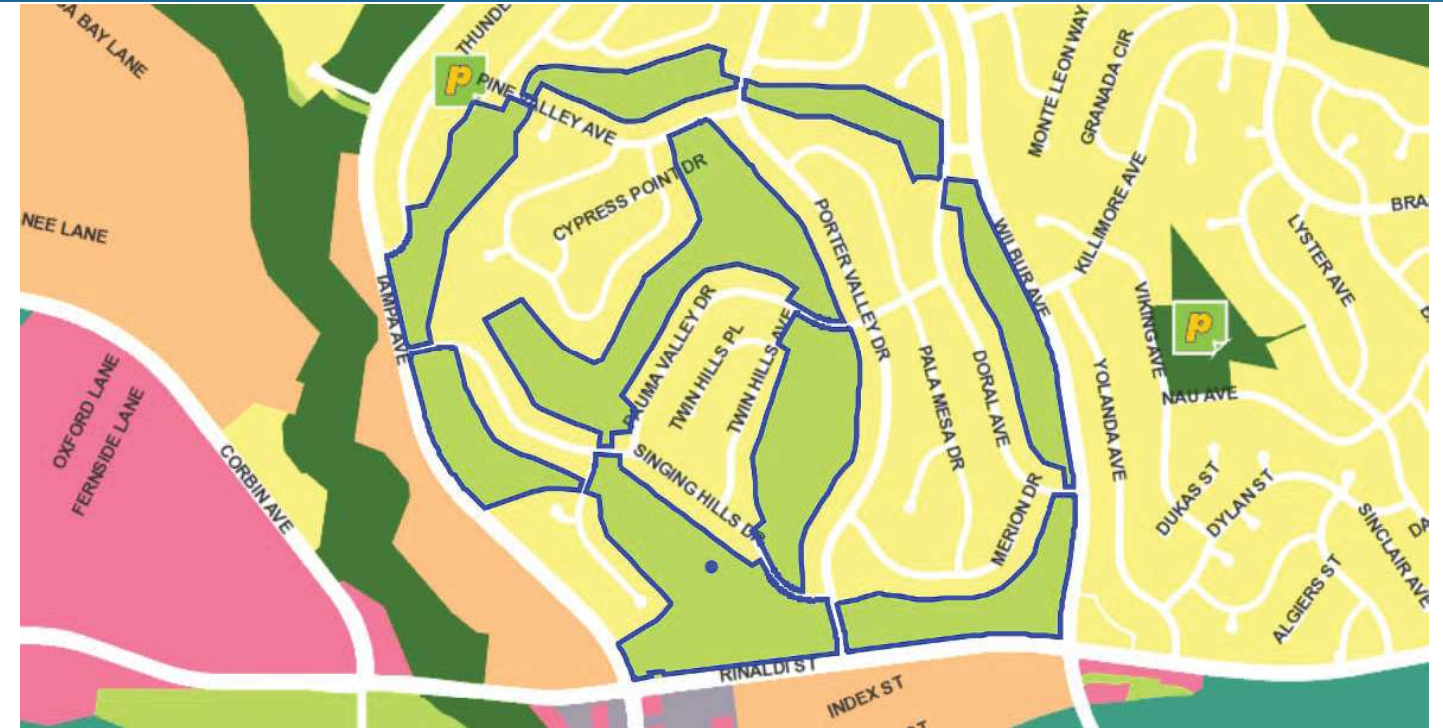 BAY LANE
THUNDE
P
PINE VALLEY AVE
MONTE LEON WAY
GRANADA CIR
KILLIMORE AVE
CYPRESS POINT DR
NEE LANE
BRA
LYSTER AVE
PORTER VALLEY DR
WILBUR AVE
TAMPA AVE
VIKING AVE
P
PAUMA VALLEY DR
TWIN HILLS PL
TWIN HILLS AVE
PALA MESA DR
DORAL AVE
YOLANDA AVE
NAU AVE
OXFORD LANE
FERNSIDE LANE
CORBIN AVE
SINGING HILLS DR
MERION DR
DUKAS ST
DYLAN ST
SINCLAIR AVE
DA
ALGIERS ST
RINALDI ST
INDEX ST